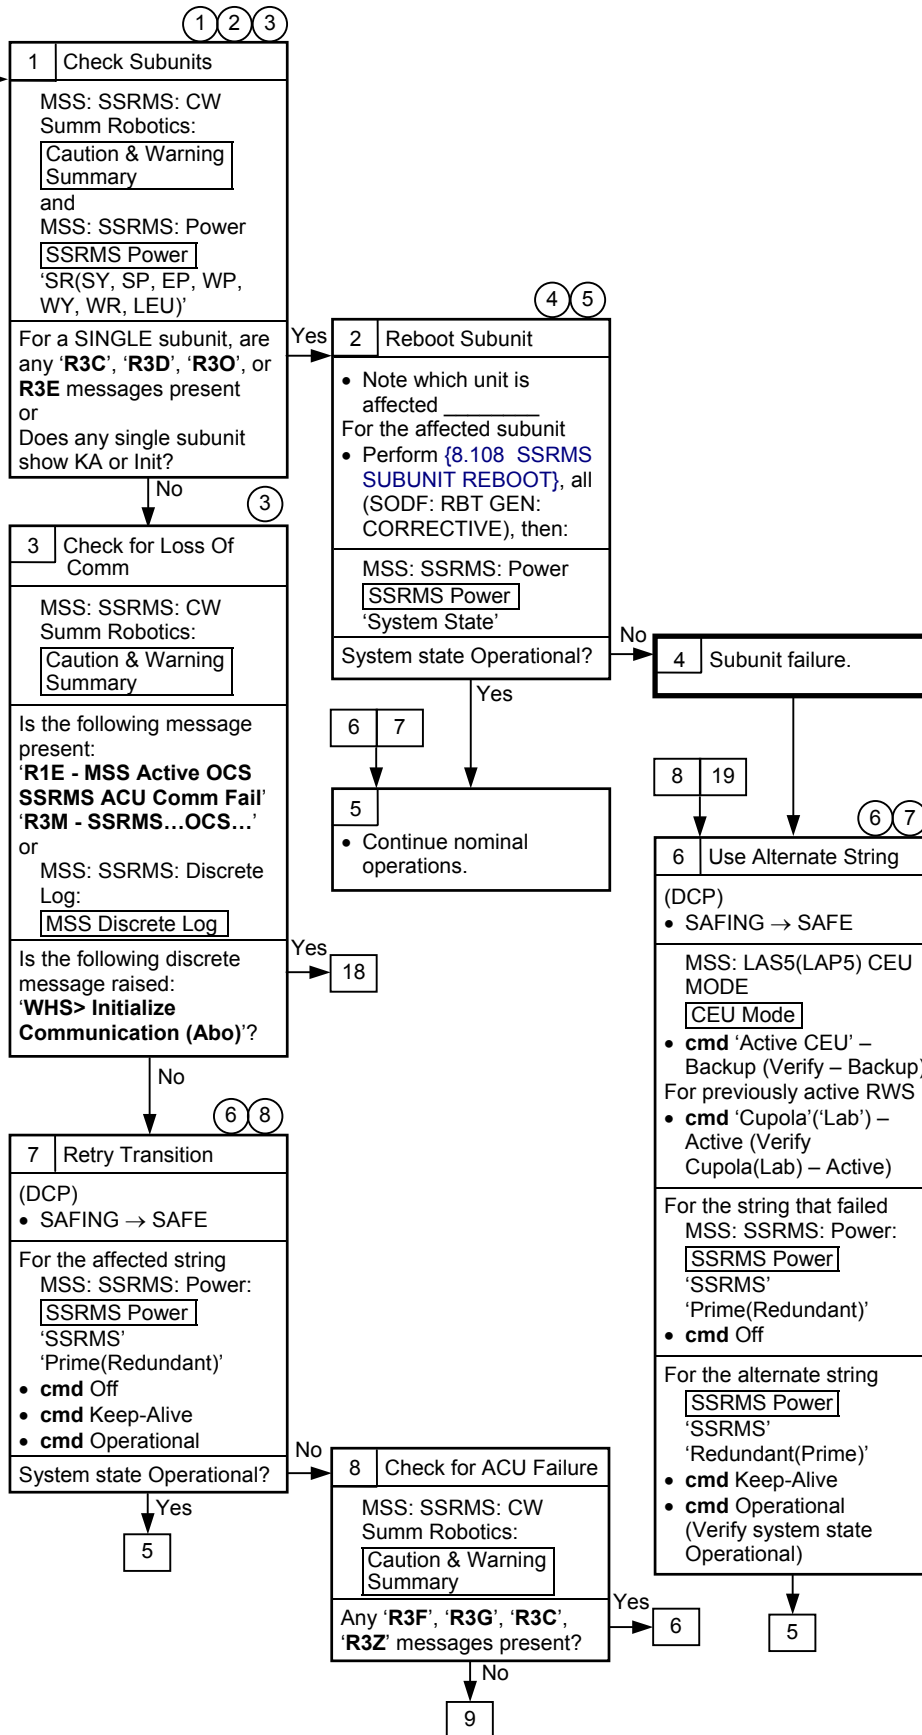 1 2 3
1 Check Subunits
MSS: SSRMS: CW
Summ Robotics:
Caution & Warning
Summary
and
MSS: SSRMS: Power
SSRMS Power
‘SR(SY, SP, EP, WP,
WY, WR, LEU)’
For a SINGLE subunit, are
any ‘R3C’, ‘R3D’, ‘R3O’, or
R3E messages present
or
Does any single subunit
show KA or Init?
Yes
No
4 5
2 Reboot Subunit
• Note which unit is
affected ________
For the affected subunit
• Perform {8.108 SSRMS
SUBUNIT REBOOT}, all
(SODF: RBT GEN:
CORRECTIVE), then:
MSS: SSRMS: Power
SSRMS Power
‘System State’
System state Operational?
No
Yes
3
3 Check for Loss Of
Comm
MSS: SSRMS: CW
Summ Robotics:
Caution & Warning
Summary
Is the following message
present:
‘R1E - MSS Active OCS
SSRMS ACU Comm Fail’
‘R3M - SSRMS…OCS…’
or
MSS: SSRMS: Discrete
Log:
MSS Discrete Log
Is the following discrete
message raised:
‘WHS> Initialize
Communication (Abo)’?
Yes
18
No
4 Subunit failure.
6 7
5
• Continue nominal
operations.
8 19
6 7
6 Use Alternate String
(DCP)
• SAFING → SAFE
MSS: LAS5(LAP5) CEU
MODE
CEU Mode
• cmd ‘Active CEU’ –
Backup (Verify – Backup)
For previously active RWS
• cmd ‘Cupola’(‘Lab’) –
Active (Verify
Cupola(Lab) – Active)
For the string that failed
MSS: SSRMS: Power:
SSRMS Power
‘SSRMS’
‘Prime(Redundant)’
• cmd Off
For the alternate string
SSRMS Power
‘SSRMS’
‘Redundant(Prime)’
• cmd Keep-Alive
• cmd Operational
(Verify system state
Operational)
5
6 8
7 Retry Transition
(DCP)
• SAFING → SAFE
For the affected string
MSS: SSRMS: Power:
SSRMS Power
‘SSRMS’
‘Prime(Redundant)’
• cmd Off
• cmd Keep-Alive
• cmd Operational
System state Operational?
No
Yes
5
8 Check for ACU Failure
MSS: SSRMS: CW
Summ Robotics:
Caution & Warning
Summary
Any ‘R3F’, ‘R3G’, ‘R3C’,
‘R3Z’ messages present?
Yes
6
No
9